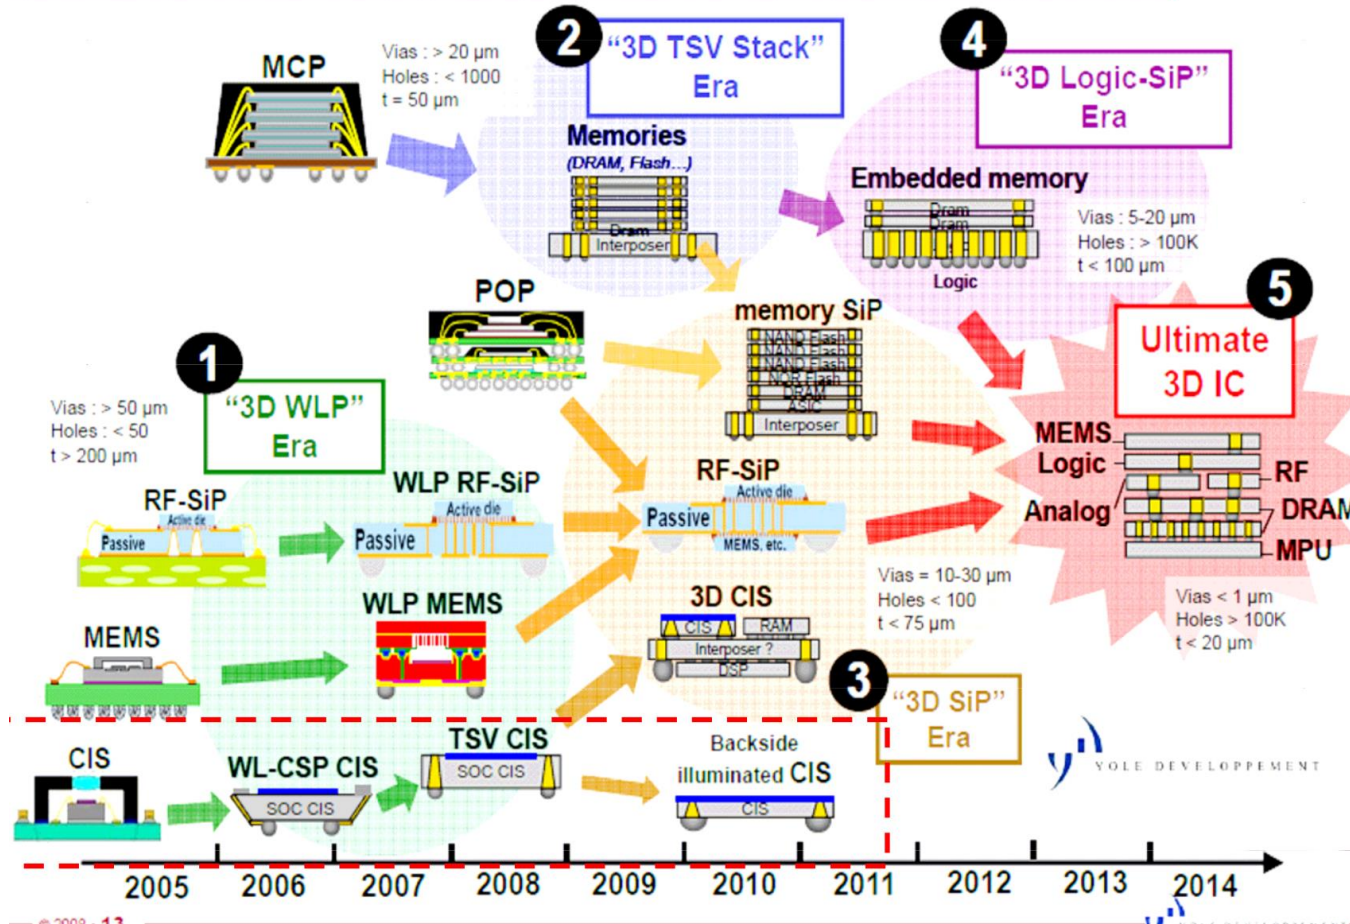 MCP
Vias : > 20 µm
Holes : < 1000
t = 50 µm
2
“3D TSV Stack”
Era
4
“3D Logic-SiP”
Era
Memories
(DRAM, Flash...)
Dram
Interposer
Embedded memory
Dram
Dram
Logic
Vias : 5-20 µm
Holes : > 100K
t < 100 µm
POP
memory SiP
NAND Flash
NAND Flash
NAND Flash
NOR Flash
DRAM
ASIC
Interposer
5
Ultimate
3D IC
1
“3D WLP”
Era
Vias : > 50 µm
Holes : < 50
t > 200 µm
MEMS
Logic
RF
Analog
DRAM
MPU
RF-SiP
Active die
Passive
WLP RF-SiP
Active die
Passive
RF-SiP
Active die
Passive
MEMS, etc.
Vias = 10-30 µm
Holes < 100
t < 75 µm
Vias < 1 µm
Holes > 100K
t < 20 µm
MEMS
WLP MEMS
3D CIS
CIS
RAM
Interposer ?
DSP
3
“3D SiP”
Era
CIS
WL-CSP CIS
SOC CIS
TSV CIS
SOC CIS
Backside
illuminated CIS
CIS
YOLE DEVELOPPEMENT
2005 2006 2007 2008 2009 2010 2011 2012 2013 2014